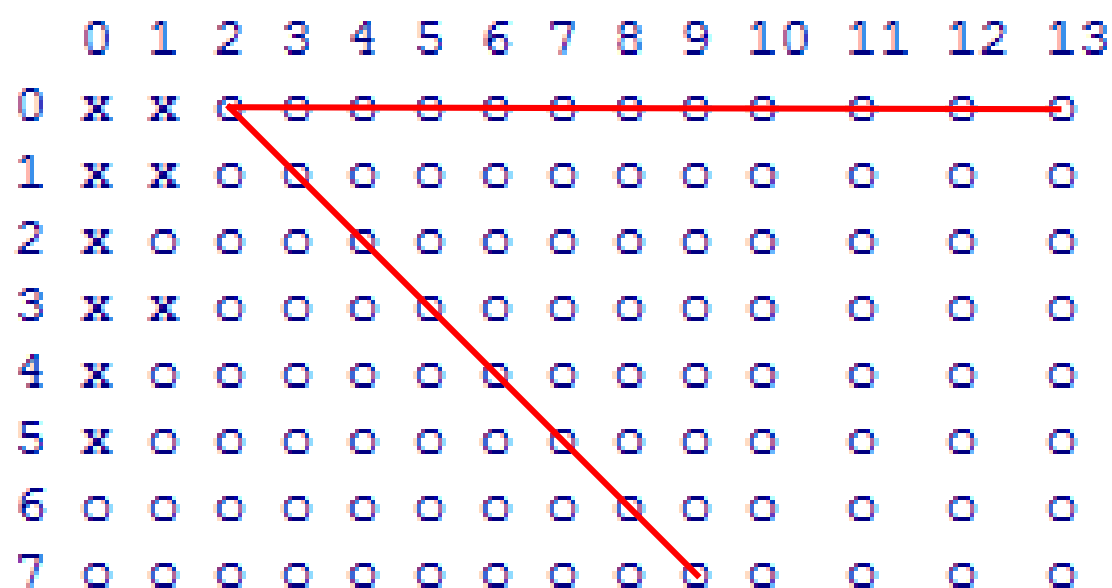 0 1 2 3 4 5 6 7 8 9 10 11 12 13
0 x x o o o o o o o o o o o o
1 x x o o o o o o o o o o o o
2 x o o o o o o o o o o o o o
3 x x o o o o o o o o o o o o
4 x o o o o o o o o o o o o o
5 x o o o o o o o o o o o o o
6 o o o o o o o o o o o o o o
7 o o o o o o o o o o o o o o